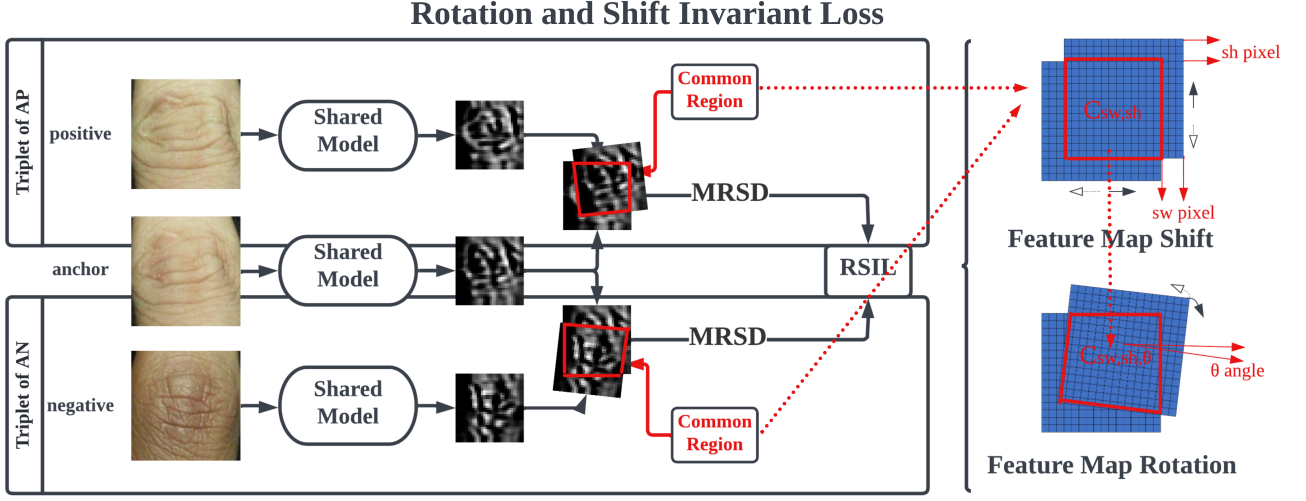 Rotation and Shift Invariant Loss
Triplet of AP
positive
Shared
Model
Common
Region
MRSD
anchor
Shared
Model
RSIL
Triplet of AN
negative
Shared
Model
MRSD
Common
Region
sh pixel
Csw,sh
sw pixel
Feature Map Shift
Csw,sh,θ
θ angle
Feature Map Rotation